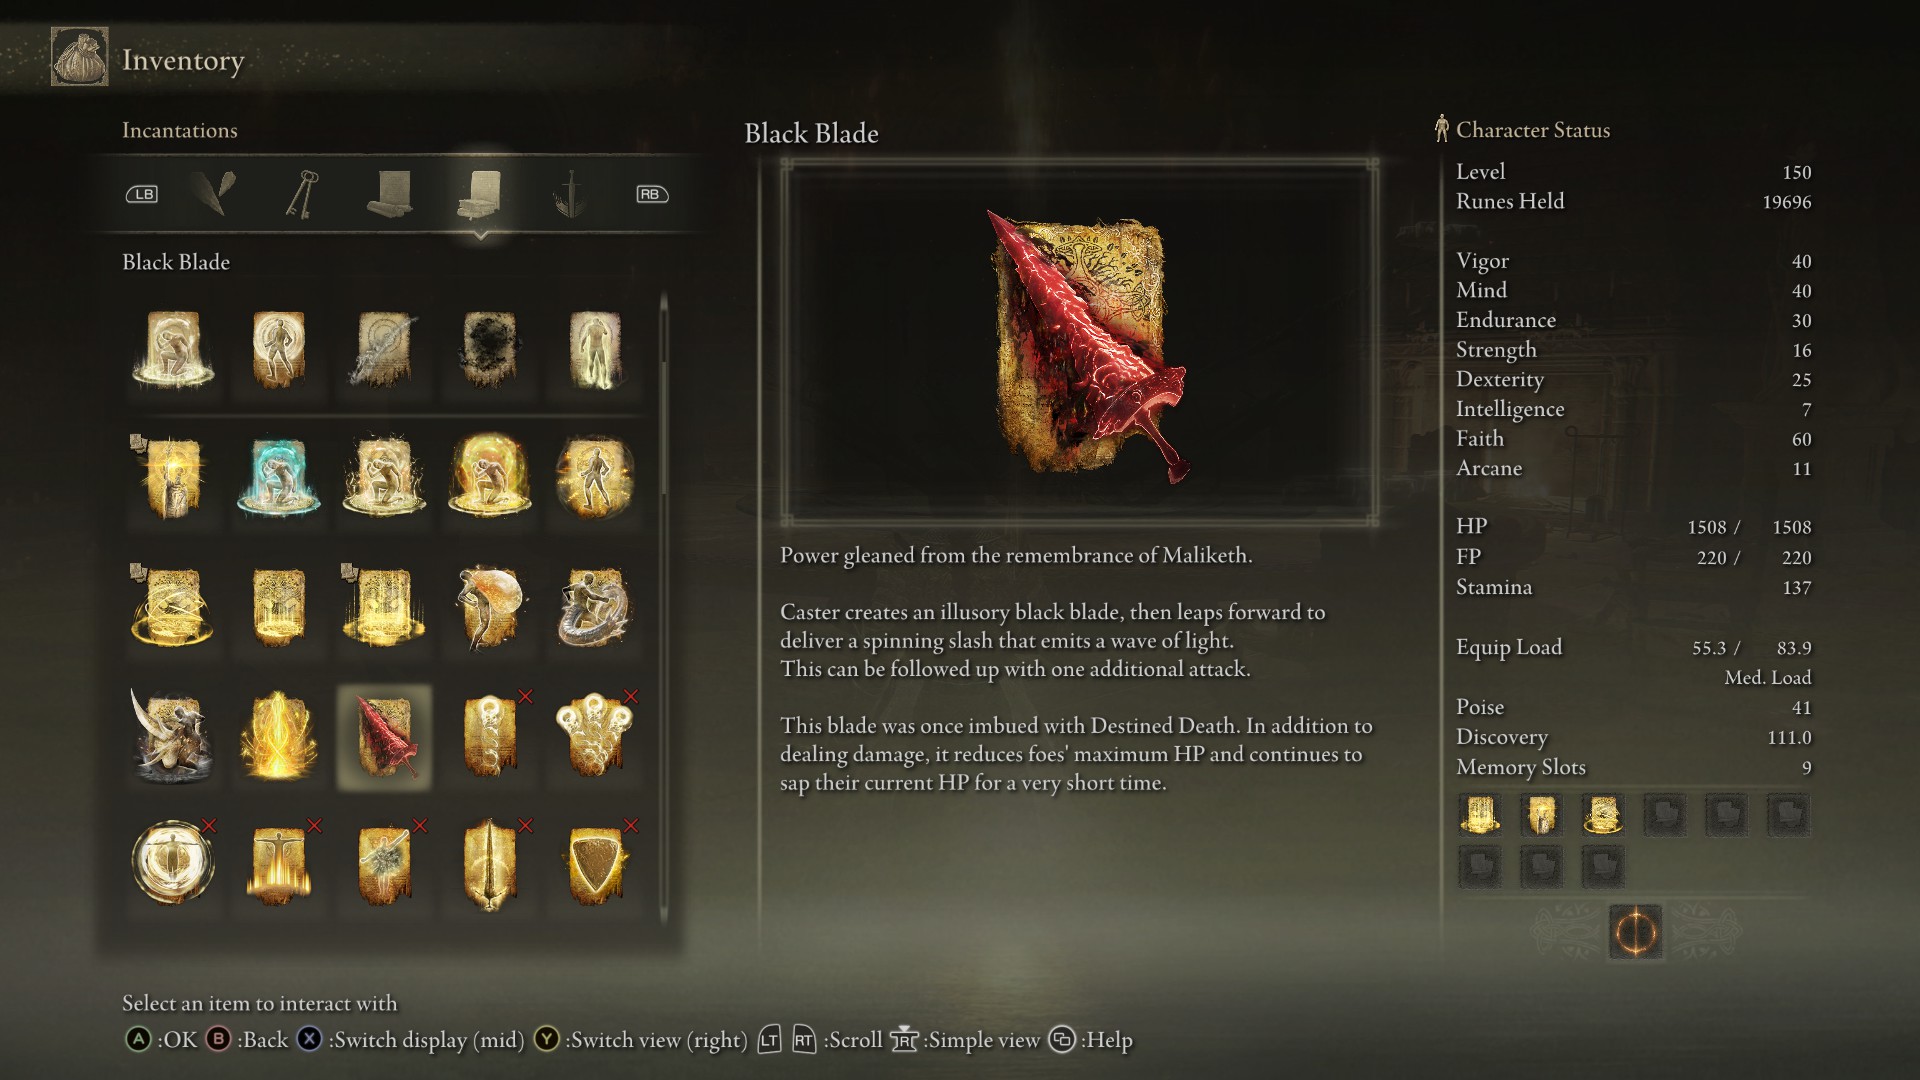 Inventory
Incantations
LB
RB
Black Blade
Black Blade
Power gleaned from the remembrance of Maliketh.
Caster creates an illusory black blade, then leaps forward to
deliver a spinning slash that emits a wave of light.
This can be followed up with one additional attack.
This blade was once imbued with Destined Death. In addition to
dealing damage, it reduces foes' maximum HP and continues to
sap their current HP for a very short time.
Character Status
Level 150
Runes Held 19696
Vigor 40
Mind 40
Endurance 30
Strength 16
Dexterity 25
Intelligence 7
Faith 60
Arcane 11
HP 1508 / 1508
FP 220 / 220
Stamina 137
Equip Load 55.3 / 83.9
Med. Load
Poise 41
Discovery 111.0
Memory Slots 9
Select an item to interact with
A :OK B :Back X :Switch display (mid) Y :Switch view (right) LT RT :Scroll R :Simple view :Help